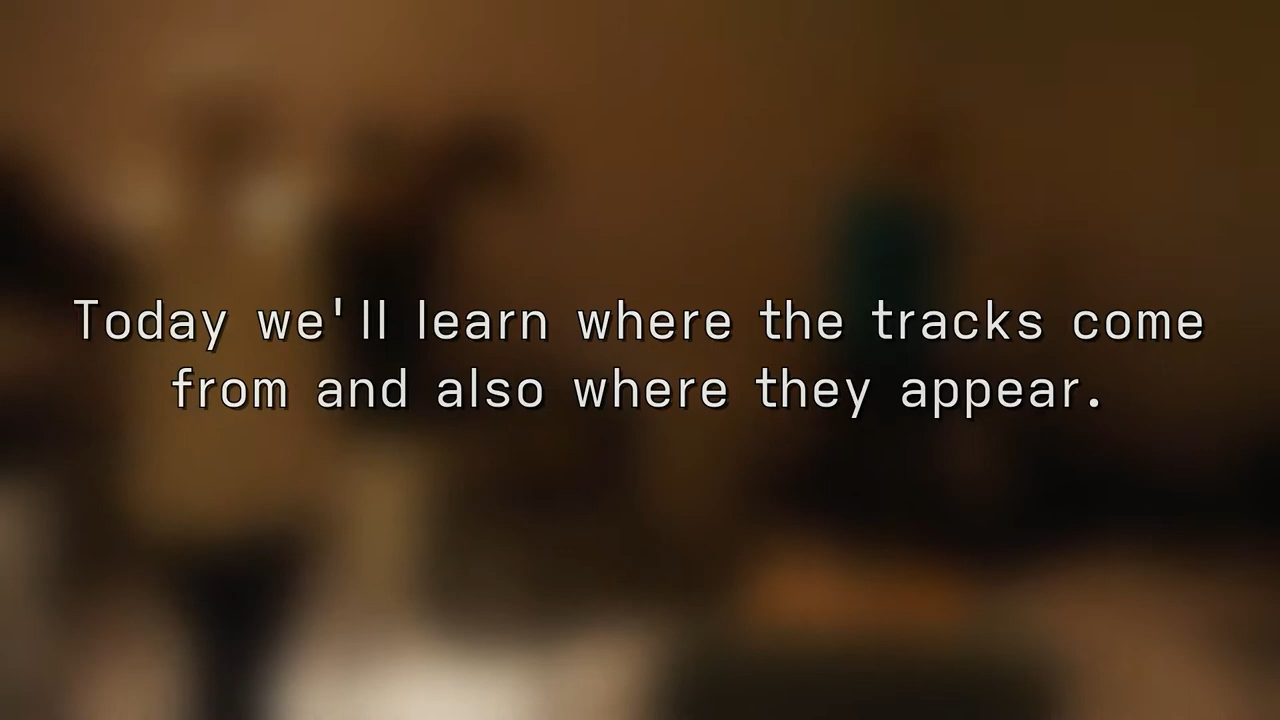 Today we'll learn where the tracks come
from and also where they appear.